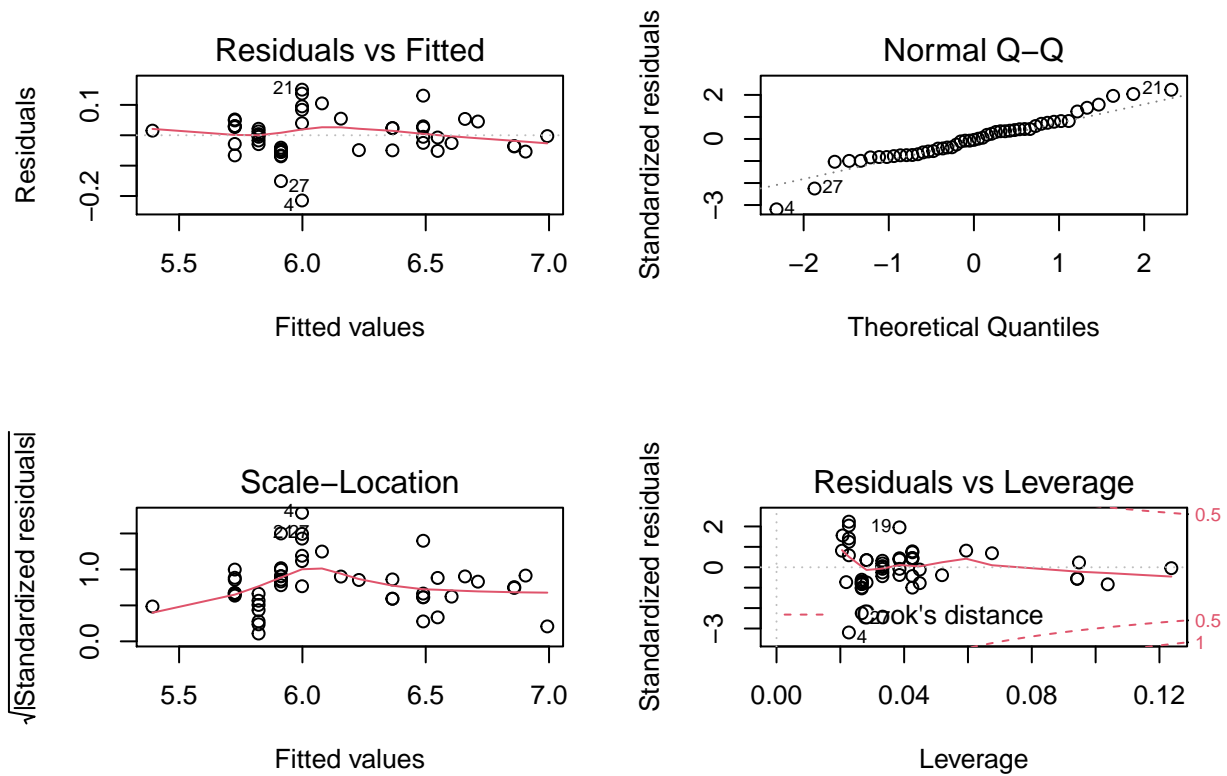 Residuals vs Fitted
Residuals
0.1
−0.2
21
27
4
5.5 6.0 6.5 7.0
Fitted values
Normal Q−Q
Standardized residuals
2
0
−3
21
27
4
−2 −1 0 1 2
Theoretical Quantiles
Scale−Location
√|Standardized residuals|
1.0
0.0
4
21
27
5.5 6.0 6.5 7.0
Fitted values
Residuals vs Leverage
Standardized residuals
2
0
−3
19
27
4
Cook's distance
0.5
0.5
1
0.00 0.04 0.08 0.12
Leverage